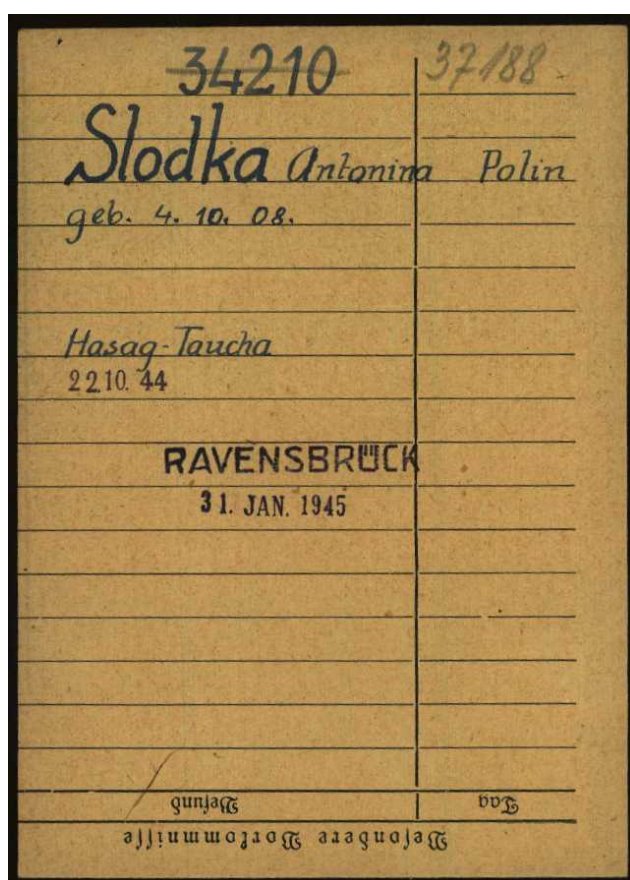 34210 37188
Slodka Antonina Polin
geb. 4. 10. 08.
Hasag-Taucha
22 10. 44
RAVENSBRÜCK
31. JAN. 1945
Befund Tag
Besondere Vorkommnisse